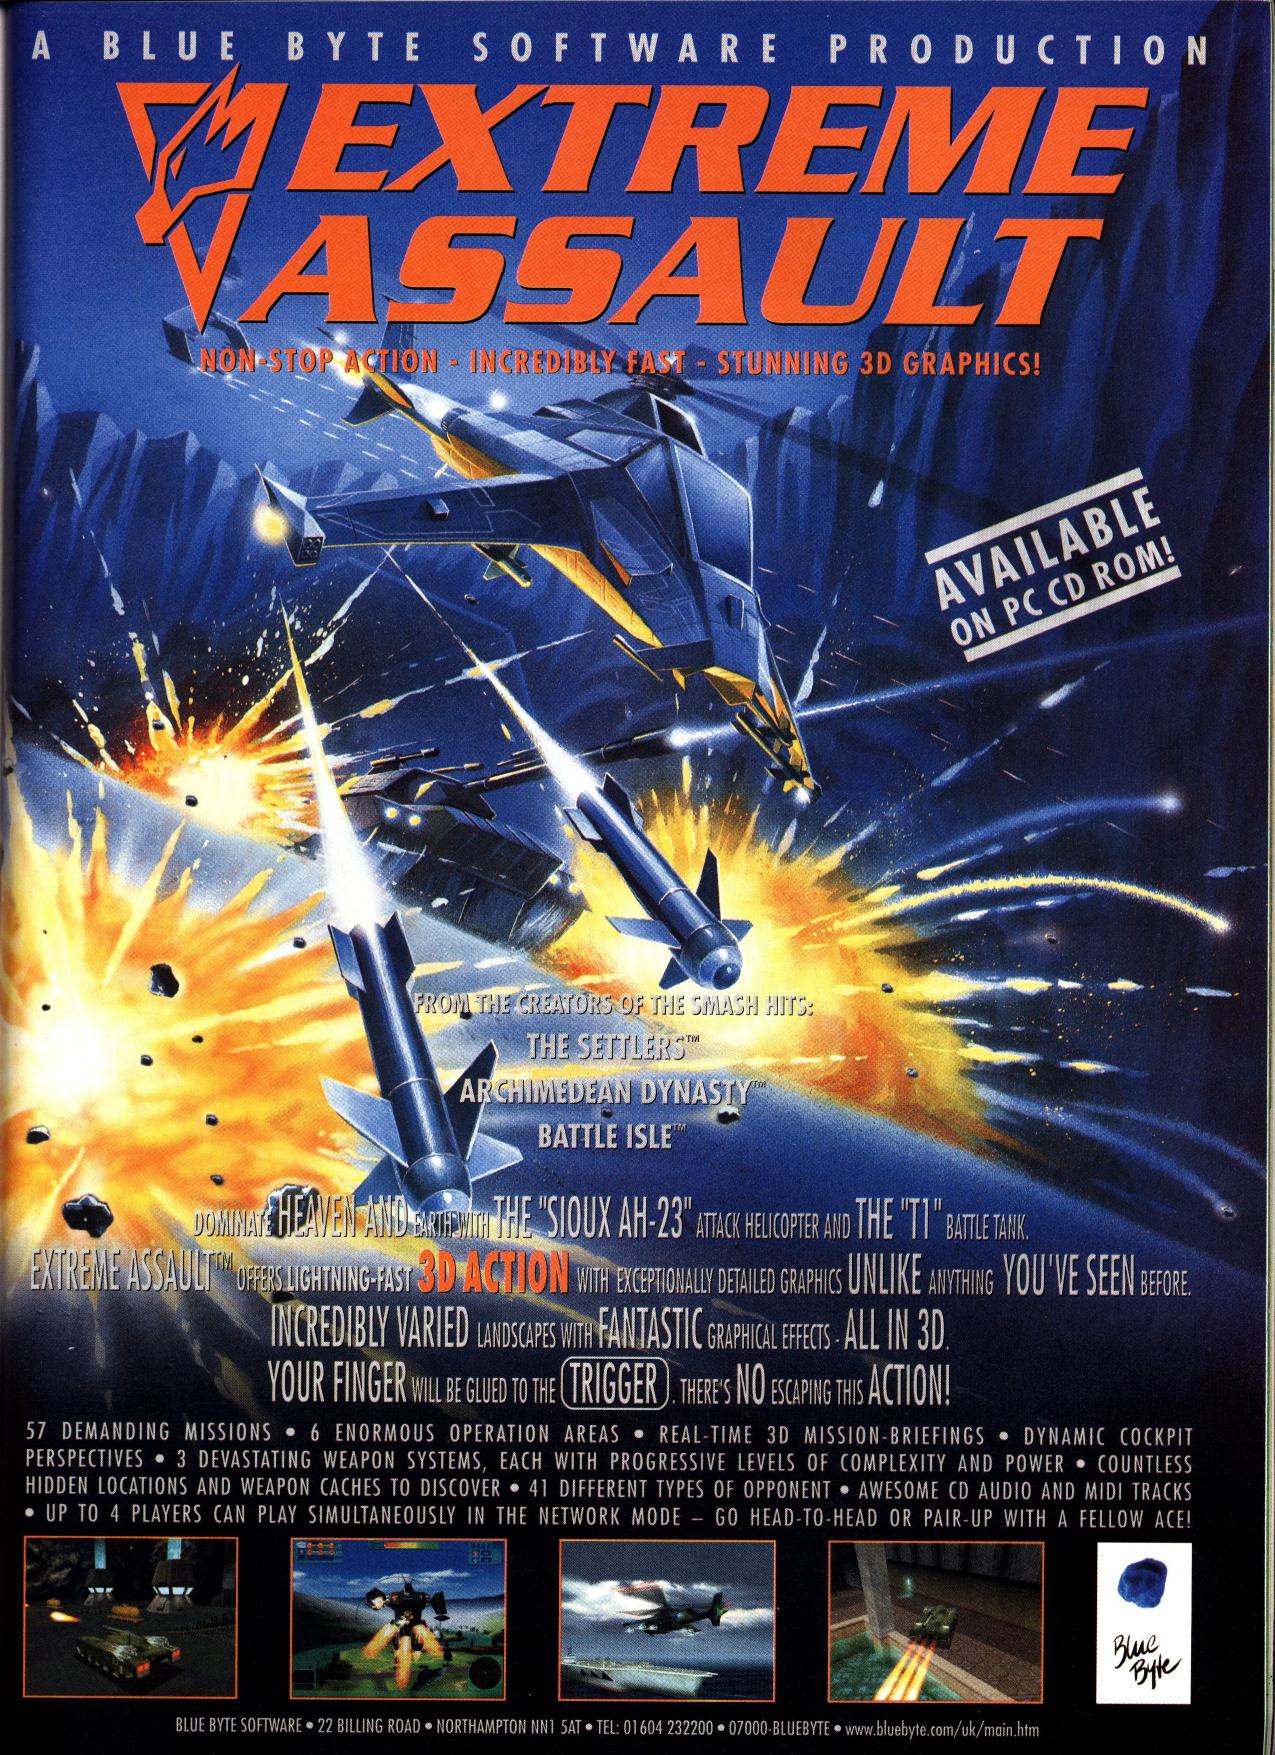 A BLUE BYTE SOFTWARE PRODUCTION
EXTREME
ASSAULT
NON-STOP ACTION - INCREDIBLY FAST - STUNNING 3D GRAPHICS!
AVAILABLE
ON PC CD ROM!
FROM THE CREATORS OF THE SMASH HITS:
THE SETTLERS™
ARCHIMEDEAN DYNASTY™
BATTLE ISLE™
DOMINATE HEAVEN AND EARTH WITH THE "SIOUX AH-23" ATTACK HELICOPTER AND THE "T1" BATTLE TANK.
EXTREME ASSAULT™ OFFERS LIGHTNING-FAST 3D ACTION WITH EXCEPTIONALLY DETAILED GRAPHICS UNLIKE ANYTHING YOU'VE SEEN BEFORE.
INCREDIBLY VARIED LANDSCAPES WITH FANTASTIC GRAPHICAL EFFECTS - ALL IN 3D.
YOUR FINGER WILL BE GLUED TO THE TRIGGER. THERE'S NO ESCAPING THIS ACTION!
57 DEMANDING MISSIONS • 6 ENORMOUS OPERATION AREAS • REAL-TIME 3D MISSION-BRIEFINGS • DYNAMIC COCKPIT
PERSPECTIVES • 3 DEVASTATING WEAPON SYSTEMS, EACH WITH PROGRESSIVE LEVELS OF COMPLEXITY AND POWER • COUNTLESS
HIDDEN LOCATIONS AND WEAPON CACHES TO DISCOVER • 41 DIFFERENT TYPES OF OPPONENT • AWESOME CD AUDIO AND MIDI TRACKS
• UP TO 4 PLAYERS CAN PLAY SIMULTANEOUSLY IN THE NETWORK MODE – GO HEAD-TO-HEAD OR PAIR-UP WITH A FELLOW ACE!
Blue
Byte
BLUE BYTE SOFTWARE • 22 BILLING ROAD • NORTHAMPTON NN1 5AT • TEL: 01604 232200 • 07000-BLUEBYTE • www.bluebyte.com/uk/main.htm